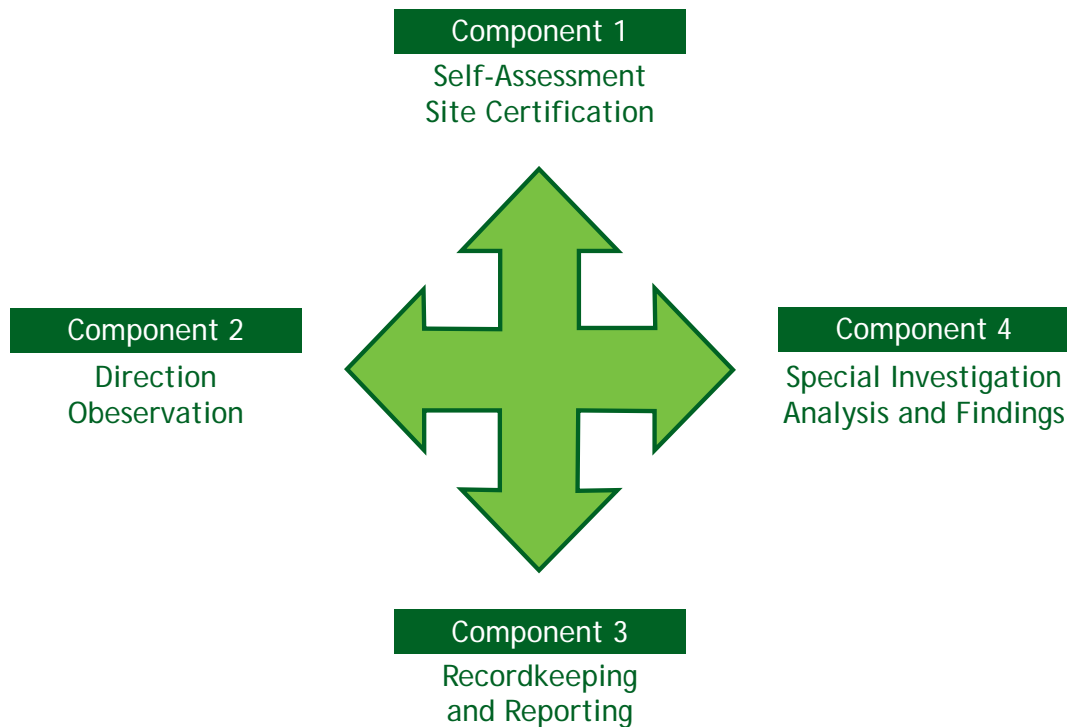 Component 1
Self-Assessment
Site Certification
Component 2
Direction
Obeservation
Component 4
Special Investigation
Analysis and Findings
Component 3
Recordkeeping
and Reporting